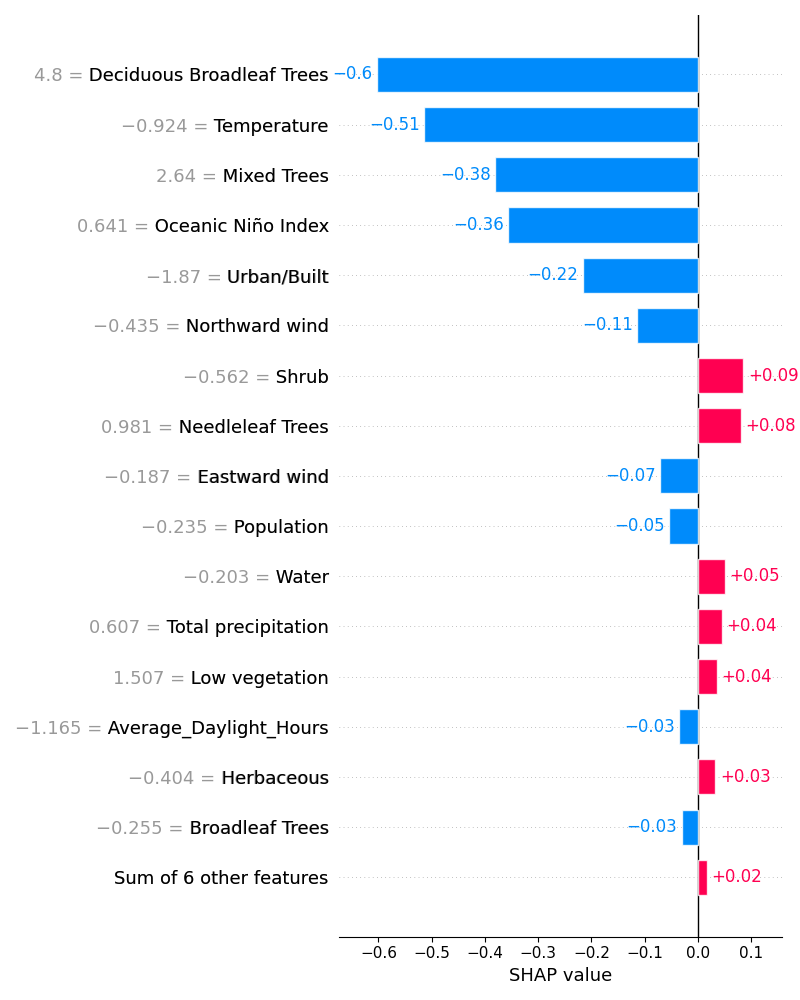 4.8 = Deciduous Broadleaf Trees −0.6
−0.924 = Temperature −0.51
2.64 = Mixed Trees −0.38
0.641 = Oceanic Niño Index −0.36
−1.87 = Urban/Built −0.22
−0.435 = Northward wind −0.11
−0.562 = Shrub +0.09
0.981 = Needleleaf Trees +0.08
−0.187 = Eastward wind −0.07
−0.235 = Population −0.05
−0.203 = Water +0.05
0.607 = Total precipitation +0.04
1.507 = Low vegetation +0.04
−1.165 = Average_Daylight_Hours −0.03
−0.404 = Herbaceous +0.03
−0.255 = Broadleaf Trees −0.03
Sum of 6 other features +0.02
−0.6 −0.5 −0.4 −0.3 −0.2 −0.1 0.0 0.1
SHAP value